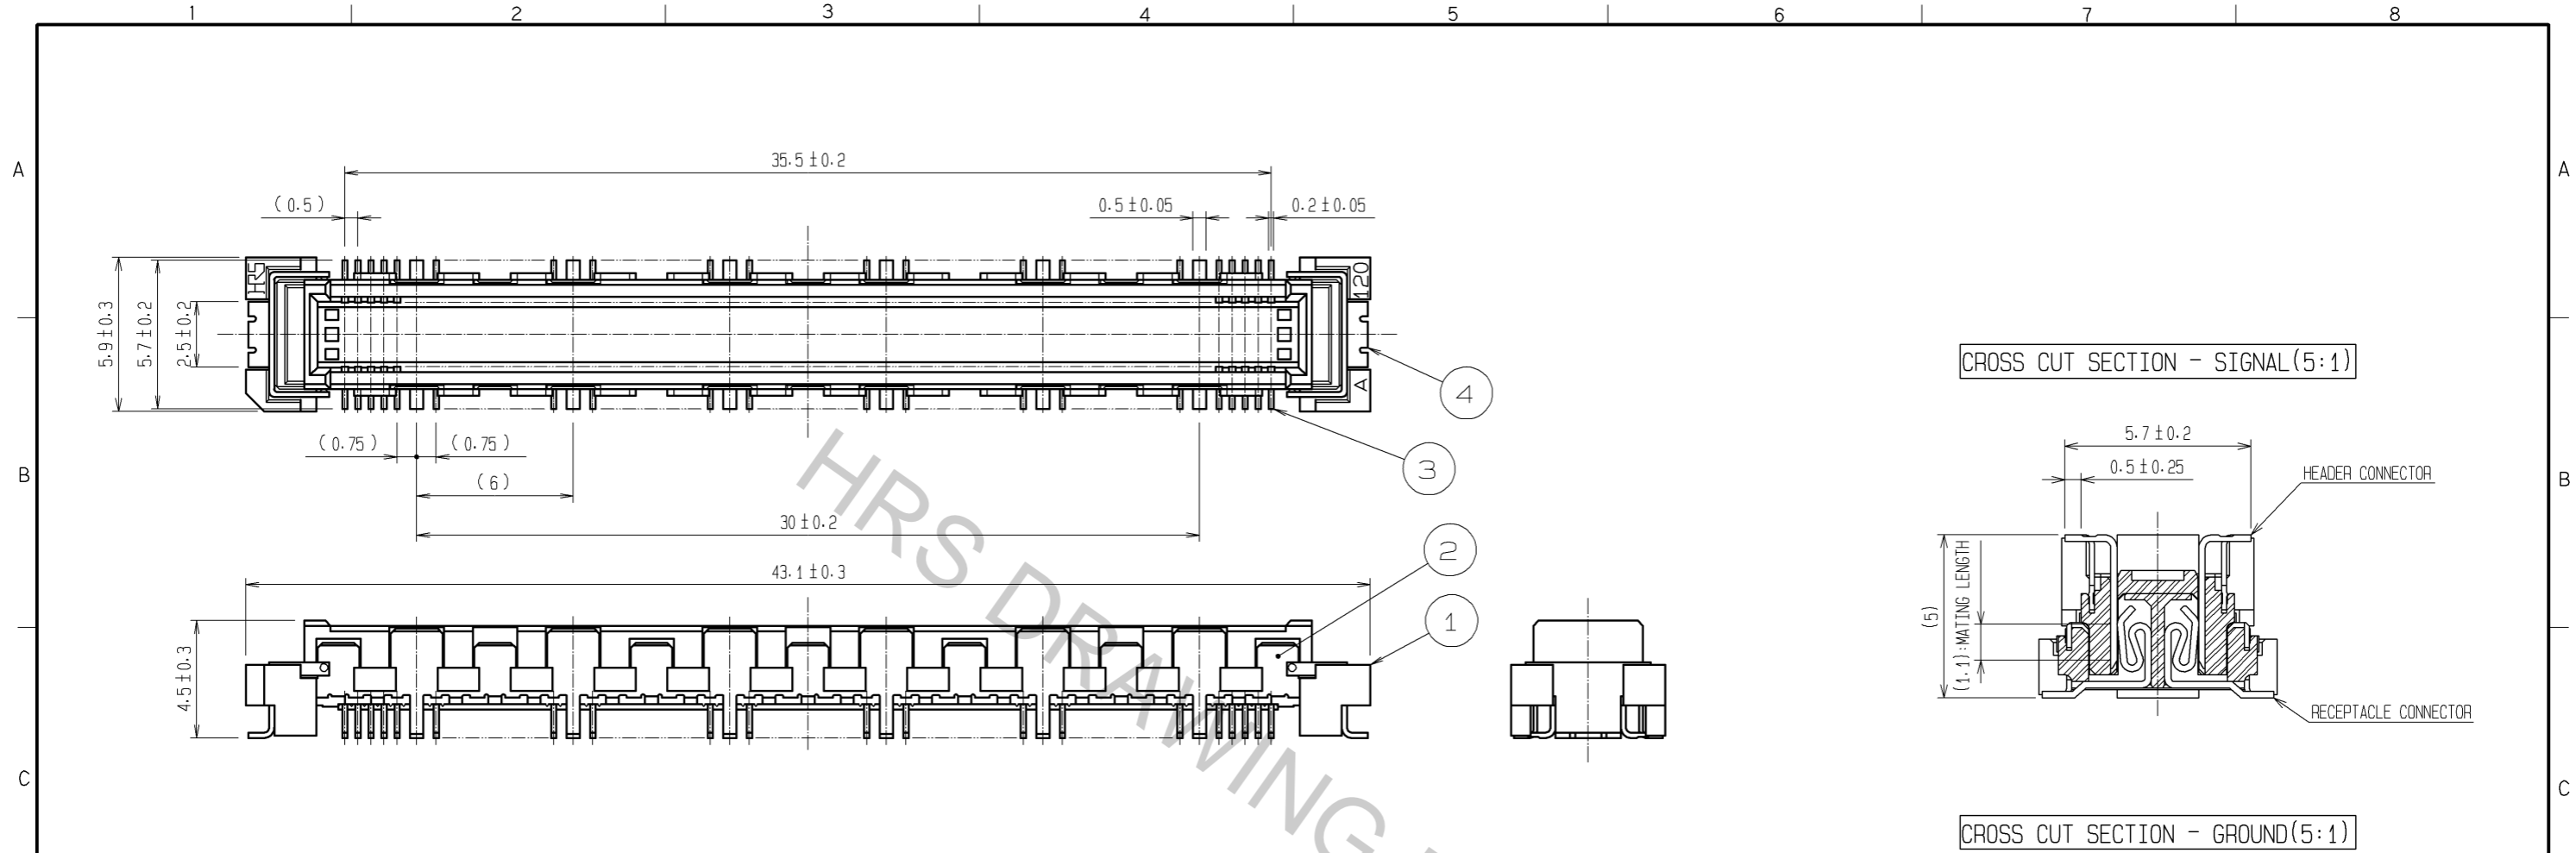 1 2 3 4 5 6 7 8
A A
35.5±0.2
(0.5) 0.5±0.05 0.2±0.05
HRS 120
5.9±0.3 5.7±0.2 2.5±0.2
A
CROSS CUT SECTION - SIGNAL(5:1)
4
(0.75) (0.75)
3
B B
(6)
30±0.2
5.7±0.2
0.5±0.25
HEADER CONNECTOR
2
43.1±0.3
1
4.5±0.3
(5)
(1.1):MATING LENGTH
RECEPTACLE CONNECTOR
HRS DRAWING
C C
CROSS CUT SECTION - GROUND(5:1)